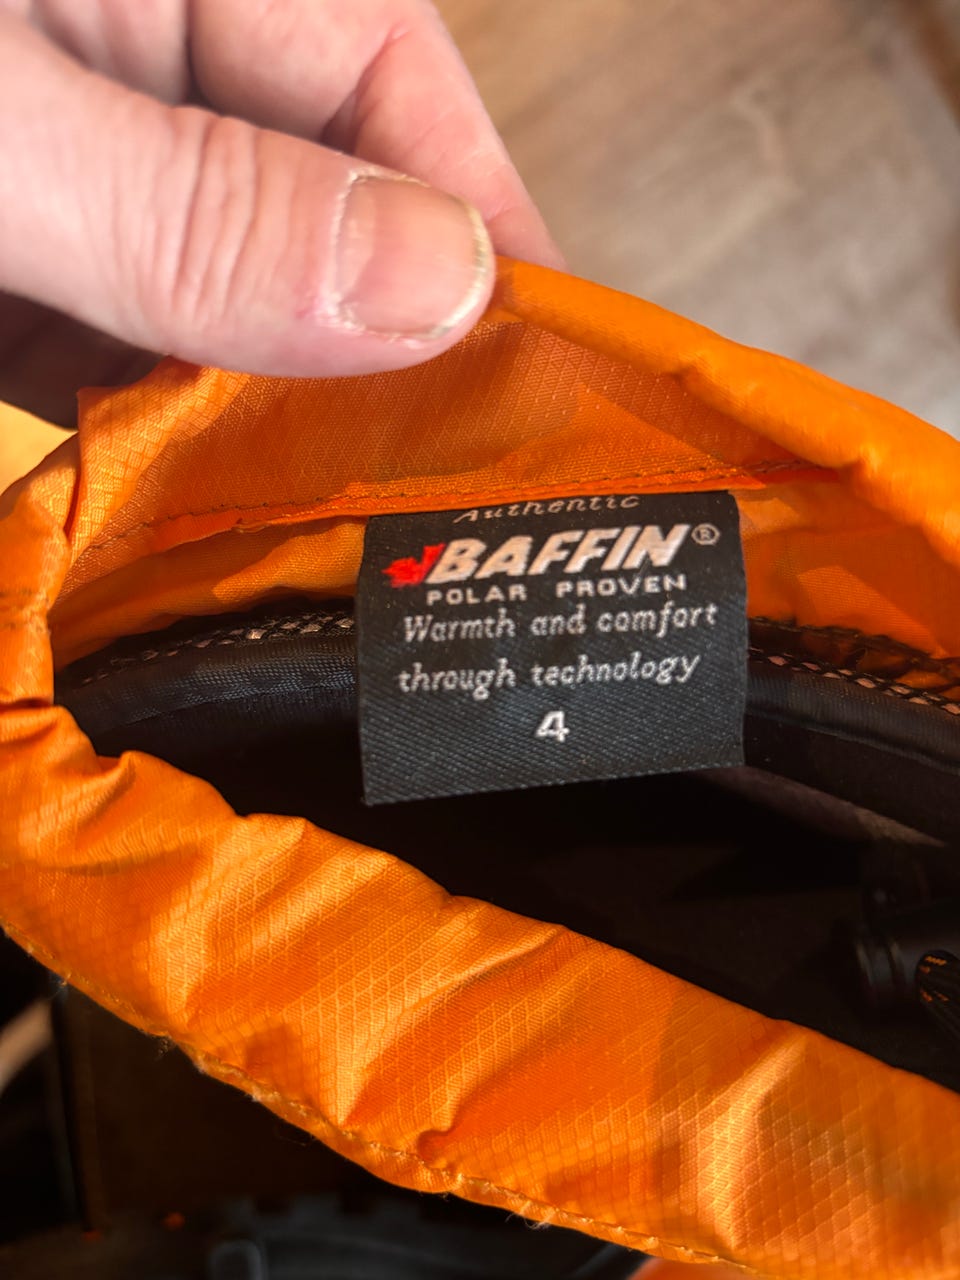 Authentic
BAFFIN®
POLAR PROVEN
Warmth and comfort
through technology
4